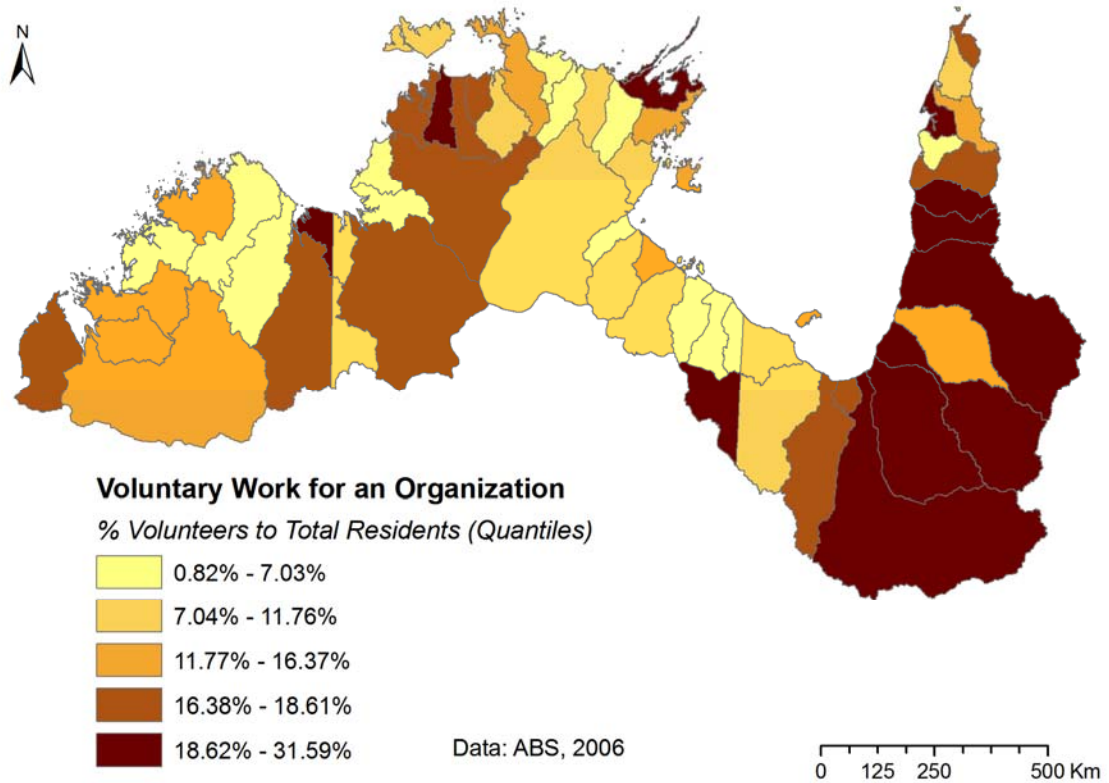 N
Voluntary Work for an Organization
% Volunteers to Total Residents (Quantiles)
0.82% - 7.03%
7.04% - 11.76%
11.77% - 16.37%
16.38% - 18.61%
18.62% - 31.59%
Data: ABS, 2006
0 125 250 500 Km